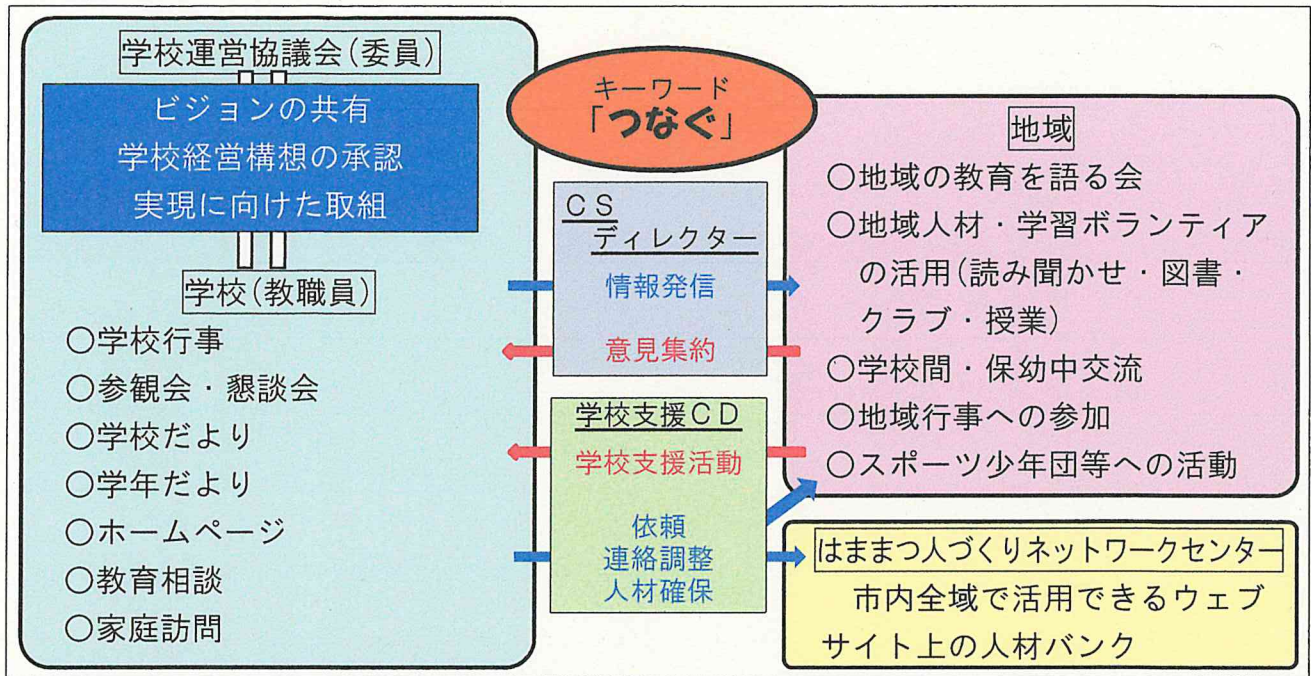 学校運営協議会(委員)
ビジョンの共有
学校経営構想の承認
実現に向けた取組
学校(教職員)
○学校行事
○参観会・懇談会
○学校だより
○学年だより
○ホームページ
○教育相談
○家庭訪問
キーワード
「つなぐ」
CS
ディレクター
情報発信
意見集約
学校支援CD
学校支援活動
依頼
連絡調整
人材確保
地域
○地域の教育を語る会
○地域人材・学習ボランティア
の活用(読み聞かせ・図書・
クラブ・授業)
○学校間・保幼中交流
○地域行事への参加
○スポーツ少年団等への活動
はままつ人づくりネットワークセンター
市内全域で活用できるウェブ
サイト上の人材バンク